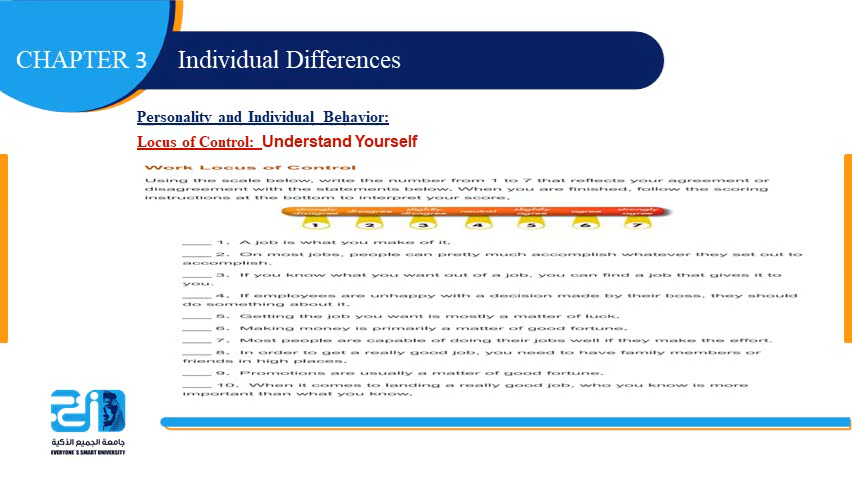 CHAPTER 3 Individual Differences
Personality and Individual Behavior:
Locus of Control: Understand Yourself
Work Locus of Control
Using the scale below, write the number from 1 to 7 that reflects your agreement or
disagreement with the statements below. When you are finished, follow the scoring
instructions at the bottom to interpret your score.
strongly disagree disagree slightly disagree neutral slightly agree agree strongly agree
1 2 3 4 5 6 7
____ 1. A job is what you make of it.
____ 2. On most jobs, people can pretty much accomplish whatever they set out to
accomplish.
____ 3. If you know what you want out of a job, you can find a job that gives it to
you.
____ 4. If employees are unhappy with a decision made by their boss, they should
do something about it.
____ 5. Getting the job you want is mostly a matter of luck.
____ 6. Making money is primarily a matter of good fortune.
____ 7. Most people are capable of doing their jobs well if they make the effort.
____ 8. In order to get a really good job, you need to have family members or
friends in high places.
____ 9. Promotions are usually a matter of good fortune.
____ 10. When it comes to landing a really good job, who you know is more
important than what you know.
جامعة الجميع الذكية
EVERYONE'S SMART UNIVERSITY